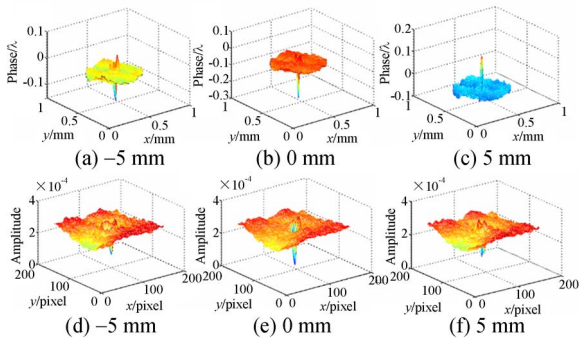 0.1
0
-0.1
Phase/λ
1
0.5
0 0
0.5
1
y/mm
x/mm
(a) −5 mm
0.2
0.1
0
-0.1
-0.2
-0.3
Phase/λ
1
0.5
0 0
0.5
1
y/mm
x/mm
(b) 0 mm
0.2
0.1
0
-0.1
Phase/λ
1
0.5
0 0
0.5
1
y/mm
x/mm
(c) 5 mm
×10⁻⁴
4
2
0
Amplitude
200
100
0 0
100
200
y/pixel
x/pixel
(d) −5 mm
×10⁻⁴
4
2
0
Amplitude
200
100
0 0
100
200
y/pixel
x/pixel
(e) 0 mm
×10⁻⁴
4
2
0
Amplitude
200
100
0 0
100
200
y/pixel
x/pixel
(f) 5 mm